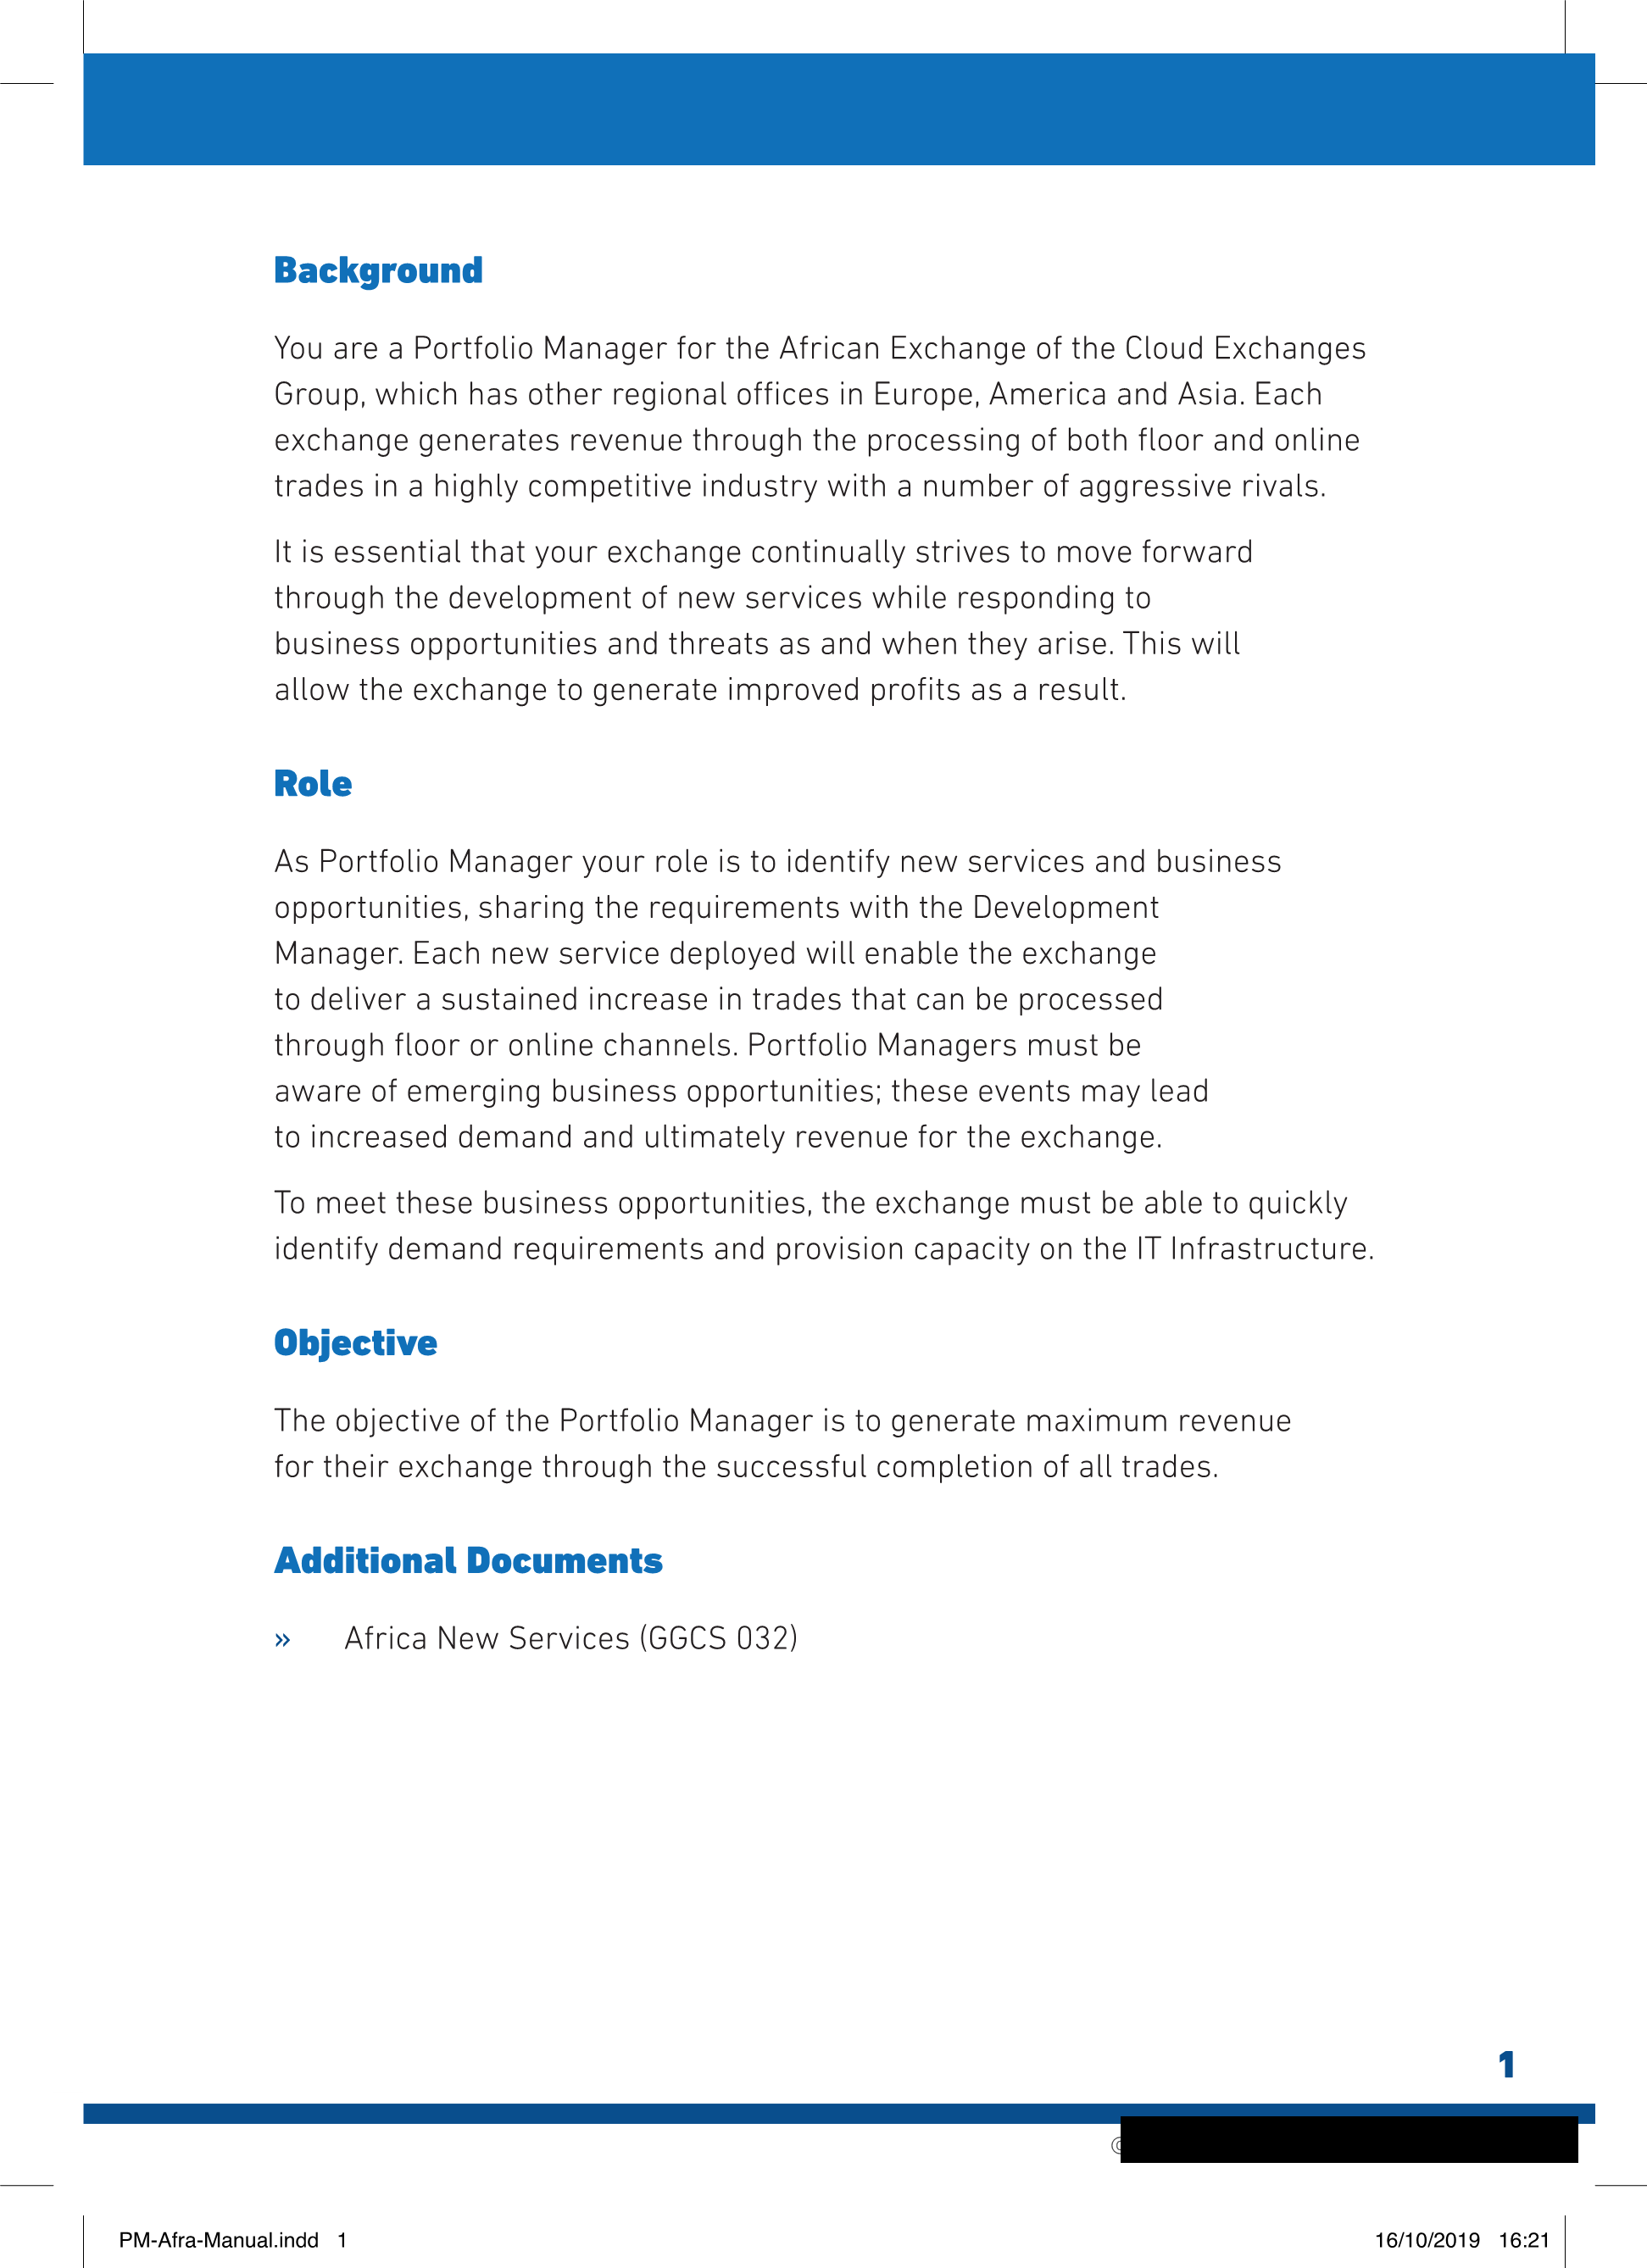 Background
You are a Portfolio Manager for the African Exchange of the Cloud Exchanges
Group, which has other regional offices in Europe, America and Asia. Each
exchange generates revenue through the processing of both floor and online
trades in a highly competitive industry with a number of aggressive rivals.
It is essential that your exchange continually strives to move forward
through the development of new services while responding to
business opportunities and threats as and when they arise. This will
allow the exchange to generate improved profits as a result.
Role
As Portfolio Manager your role is to identify new services and business
opportunities, sharing the requirements with the Development
Manager. Each new service deployed will enable the exchange
to deliver a sustained increase in trades that can be processed
through floor or online channels. Portfolio Managers must be
aware of emerging business opportunities; these events may lead
to increased demand and ultimately revenue for the exchange.
To meet these business opportunities, the exchange must be able to quickly
identify demand requirements and provision capacity on the IT Infrastructure.
Objective
The objective of the Portfolio Manager is to generate maximum revenue
for their exchange through the successful completion of all trades.
Additional Documents
» Africa New Services (GGCS 032)
1
©
PM-Afra-Manual.indd 1
16/10/2019 16:21